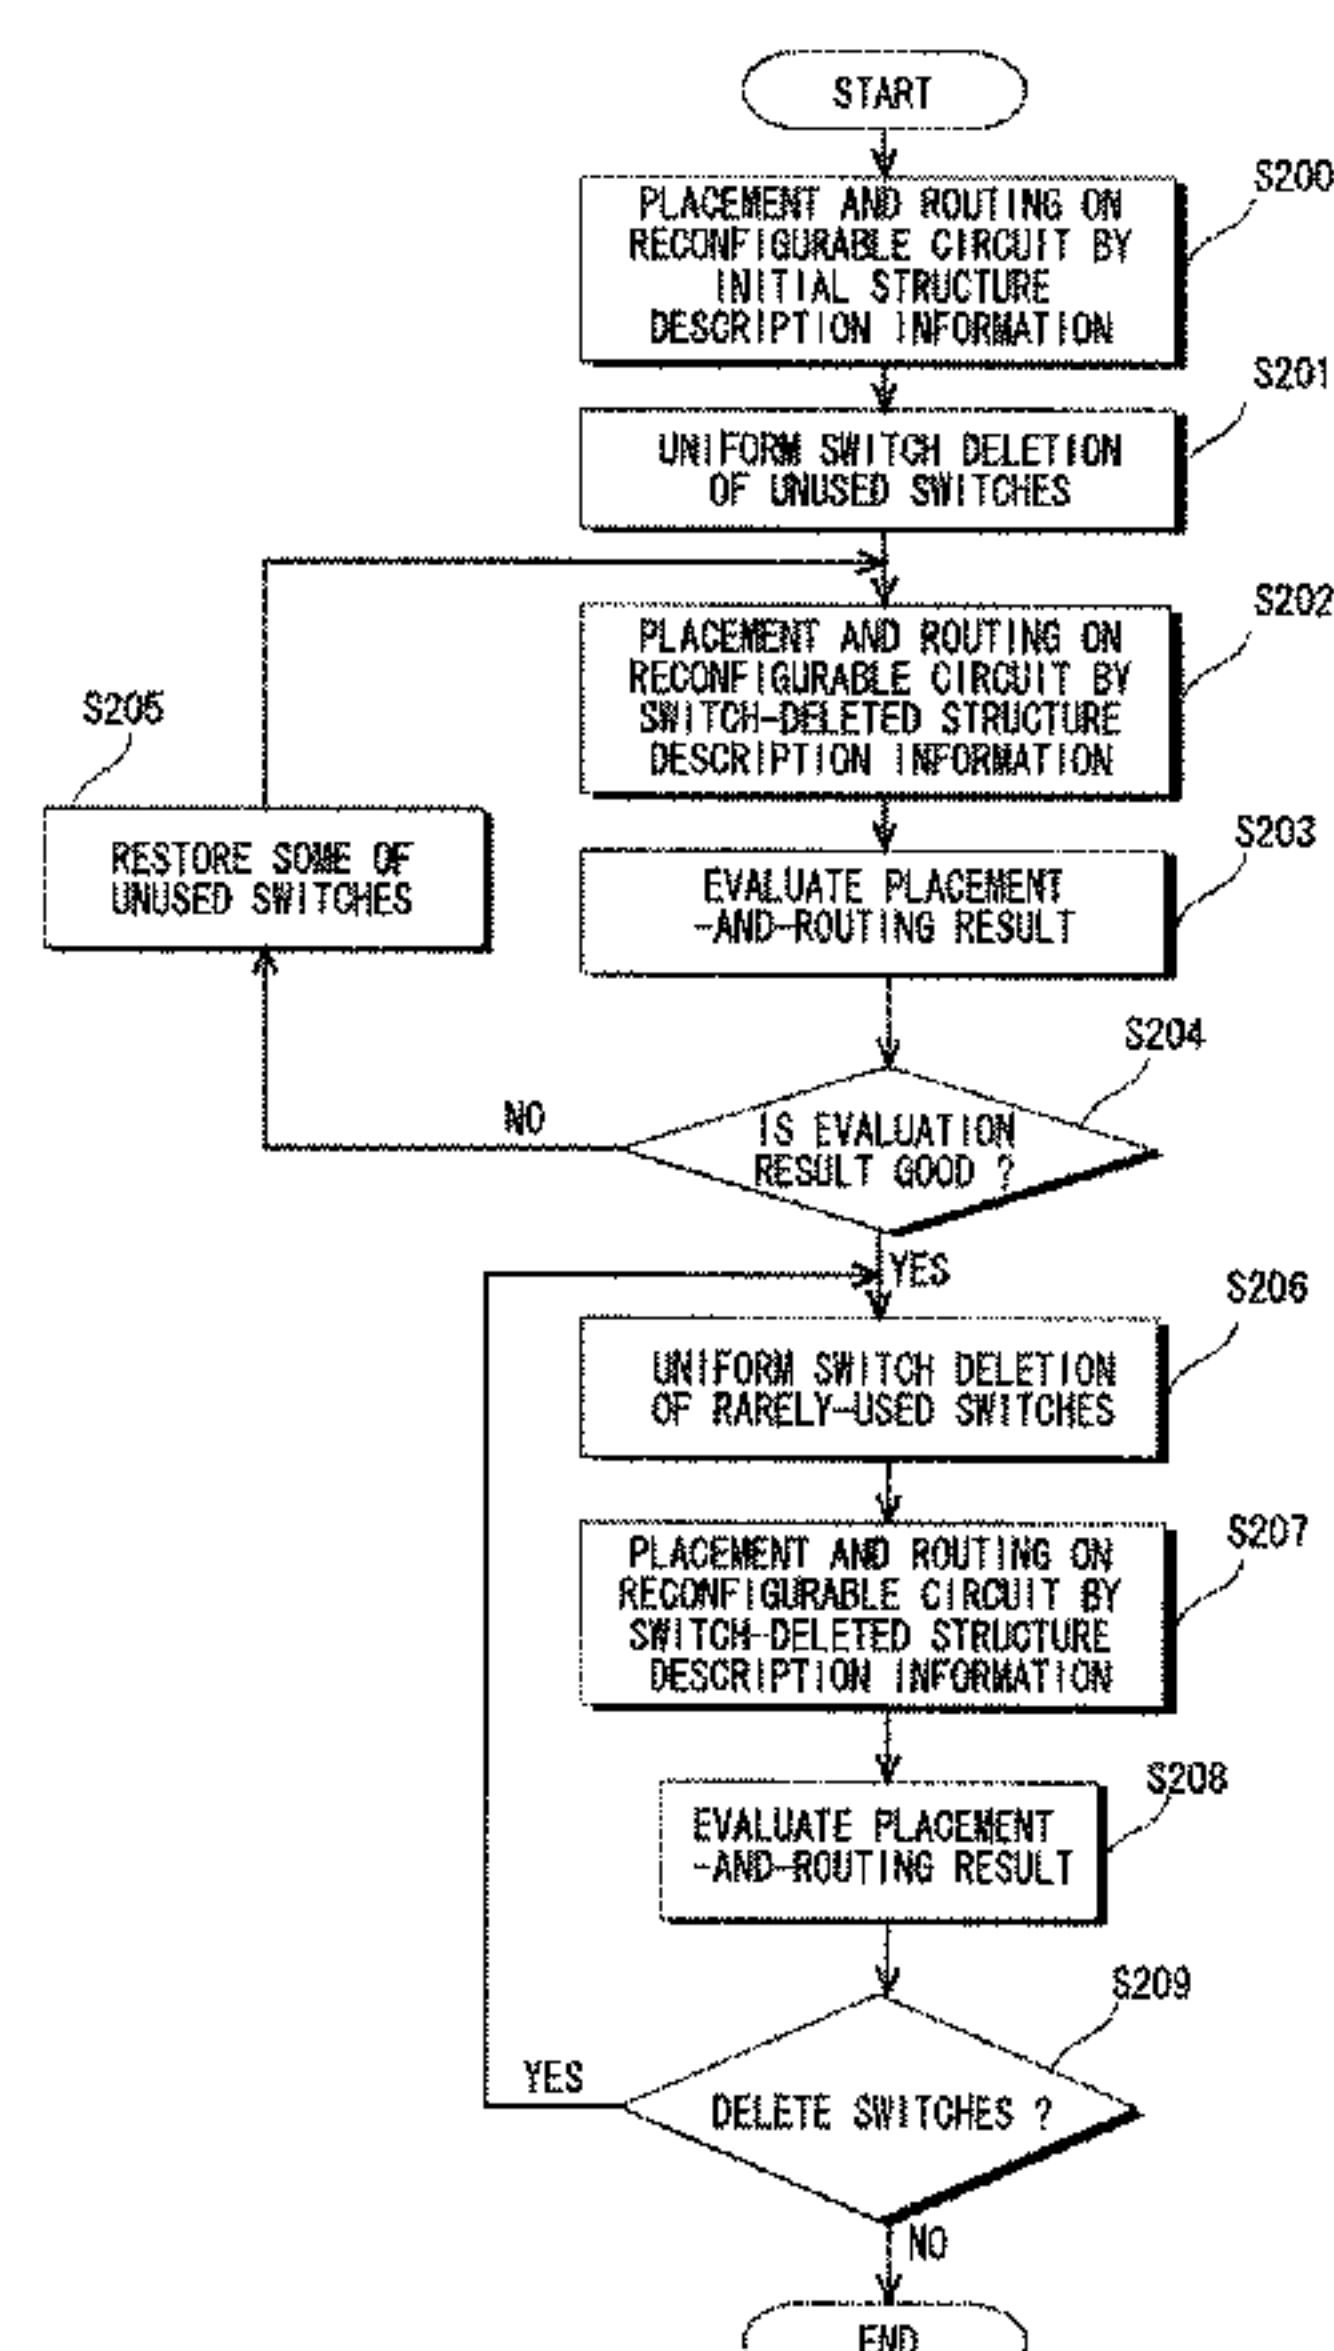 START
S200
PLACEMENT AND ROUTING ON
RECONFIGURABLE CIRCUIT BY
INITIAL STRUCTURE
DESCRIPTION INFORMATION
S201
UNIFORM SWITCH DELETION
OF UNUSED SWITCHES
S202
PLACEMENT AND ROUTING ON
RECONFIGURABLE CIRCUIT BY
SWITCH-DELETED STRUCTURE
DESCRIPTION INFORMATION
S205
RESTORE SOME OF
UNUSED SWITCHES
S203
EVALUATE PLACEMENT
-AND-ROUTING RESULT
S204
IS EVALUATION
RESULT GOOD ?
NO
YES
S206
UNIFORM SWITCH DELETION
OF RARELY-USED SWITCHES
S207
PLACEMENT AND ROUTING ON
RECONFIGURABLE CIRCUIT BY
SWITCH-DELETED STRUCTURE
DESCRIPTION INFORMATION
S208
EVALUATE PLACEMENT
-AND-ROUTING RESULT
S209
DELETE SWITCHES ?
YES
NO
END